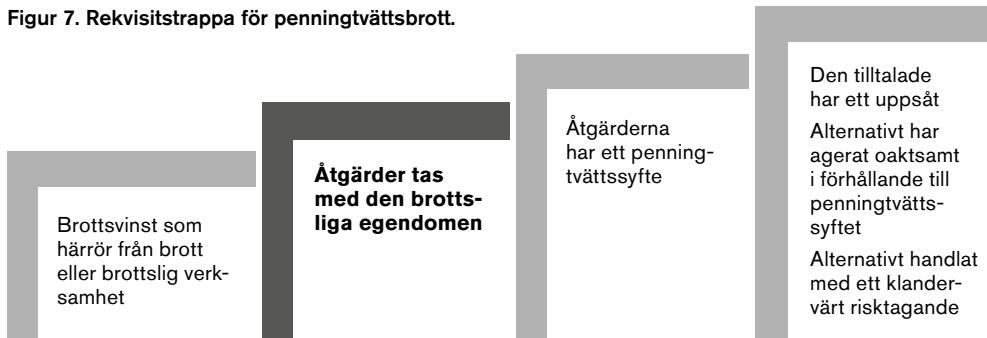 Figur 7. Rekvisitstrappa för penningtvättsbrott.
Brottsvinst som
härrör från brott
eller brottslig verk-
samhet
Åtgärder tas
med den brotts-
liga egendomen
Åtgärderna
har ett penning-
tvättssyfte
Den tilltalade
har ett uppsåt
Alternativt har
agerat oaktsamt
i förhållande till
penningtvätts-
syftet
Alternativt handlat
med ett klander-
värt risktagande